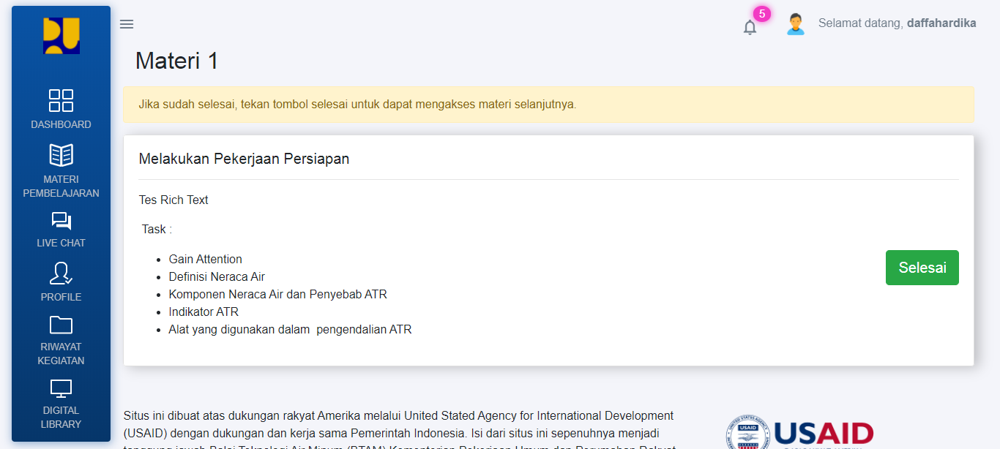 5
Selamat datang, daffahardika
Materi 1
Jika sudah selesai, tekan tombol selesai untuk dapat mengakses materi selanjutnya.
DASHBOARD
MATERI
PEMBELAJARAN
LIVE CHAT
PROFILE
RIWAYAT
KEGIATAN
DIGITAL
LIBRARY
Melakukan Pekerjaan Persiapan
Tes Rich Text
Task :
• Gain Attention
• Definisi Neraca Air
• Komponen Neraca Air dan Penyebab ATR
• Indikator ATR
• Alat yang digunakan dalam  pengendalian ATR
Selesai
Situs ini dibuat atas dukungan rakyat Amerika melalui United Stated Agency for International Development
(USAID) dengan dukungan dan kerja sama Pemerintah Indonesia. Isi dari situs ini sepenuhnya menjadi
tanggung jawab Balai Teknologi Air Minum (BTAM) Kementerian Pekerjaan Umum dan Perumahan Rakyat
USAID
USAID